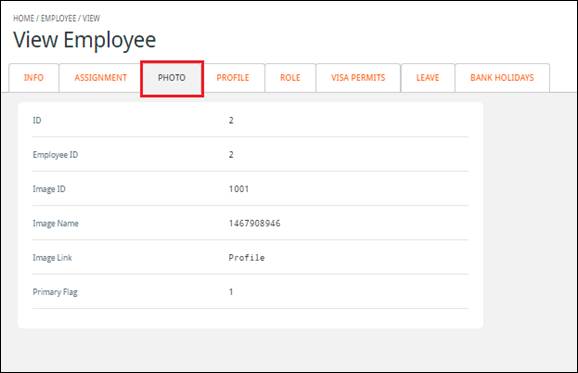 HOME / EMPLOYEE / VIEW
View Employee
INFO ASSIGNMENT PHOTO PROFILE ROLE VISA PERMITS LEAVE BANK HOLIDAYS
ID 2
Employee ID 2
Image ID 1001
Image Name 1467908946
Image Link Profile
Primary Flag 1